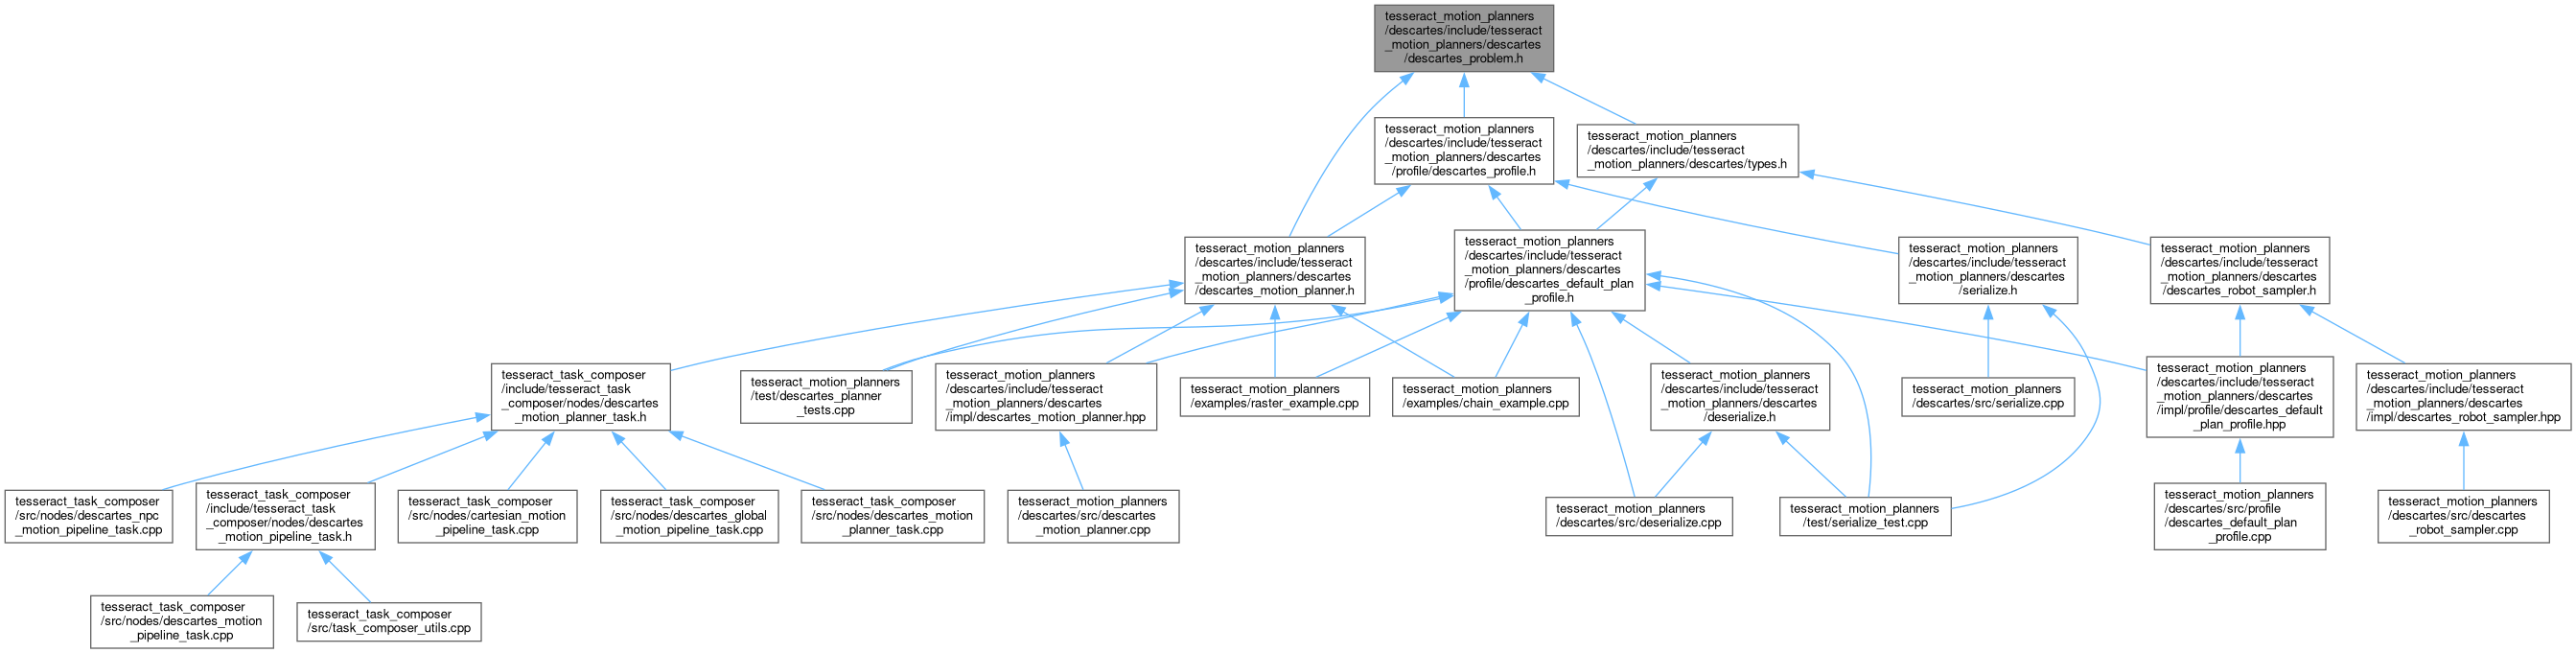 tesseract_motion_planners
/descartes/include/tesseract
_motion_planners/descartes
/descartes_problem.h
tesseract_motion_planners
/descartes/include/tesseract
_motion_planners/descartes
/profile/descartes_profile.h
tesseract_motion_planners
/descartes/include/tesseract
_motion_planners/descartes/types.h
tesseract_motion_planners
/descartes/include/tesseract
_motion_planners/descartes
/descartes_motion_planner.h
tesseract_motion_planners
/descartes/include/tesseract
_motion_planners/descartes
/profile/descartes_default_plan
_profile.h
tesseract_motion_planners
/descartes/include/tesseract
_motion_planners/descartes
/serialize.h
tesseract_motion_planners
/descartes/include/tesseract
_motion_planners/descartes
/descartes_robot_sampler.h
tesseract_task_composer
/include/tesseract_task
_composer/nodes/descartes
_motion_planner_task.h
tesseract_motion_planners
/test/descartes_planner
_tests.cpp
tesseract_motion_planners
/descartes/include/tesseract
_motion_planners/descartes
/impl/descartes_motion_planner.hpp
tesseract_motion_planners
/examples/raster_example.cpp
tesseract_motion_planners
/examples/chain_example.cpp
tesseract_motion_planners
/descartes/include/tesseract
_motion_planners/descartes
/deserialize.h
tesseract_motion_planners
/descartes/src/serialize.cpp
tesseract_motion_planners
/descartes/include/tesseract
_motion_planners/descartes
/impl/profile/descartes_default
_plan_profile.hpp
tesseract_motion_planners
/descartes/include/tesseract
_motion_planners/descartes
/impl/descartes_robot_sampler.hpp
tesseract_task_composer
/src/nodes/descartes_npc
_motion_pipeline_task.cpp
tesseract_task_composer
/include/tesseract_task
_composer/nodes/descartes
_motion_pipeline_task.h
tesseract_task_composer
/src/nodes/cartesian_motion
_pipeline_task.cpp
tesseract_task_composer
/src/nodes/descartes_global
_motion_pipeline_task.cpp
tesseract_task_composer
/src/nodes/descartes_motion
_planner_task.cpp
tesseract_motion_planners
/descartes/src/descartes
_motion_planner.cpp
tesseract_motion_planners
/descartes/src/deserialize.cpp
tesseract_motion_planners
/test/serialize_test.cpp
tesseract_motion_planners
/descartes/src/profile
/descartes_default_plan
_profile.cpp
tesseract_motion_planners
/descartes/src/descartes
_robot_sampler.cpp
tesseract_task_composer
/src/nodes/descartes_motion
_pipeline_task.cpp
tesseract_task_composer
/src/task_composer_utils.cpp